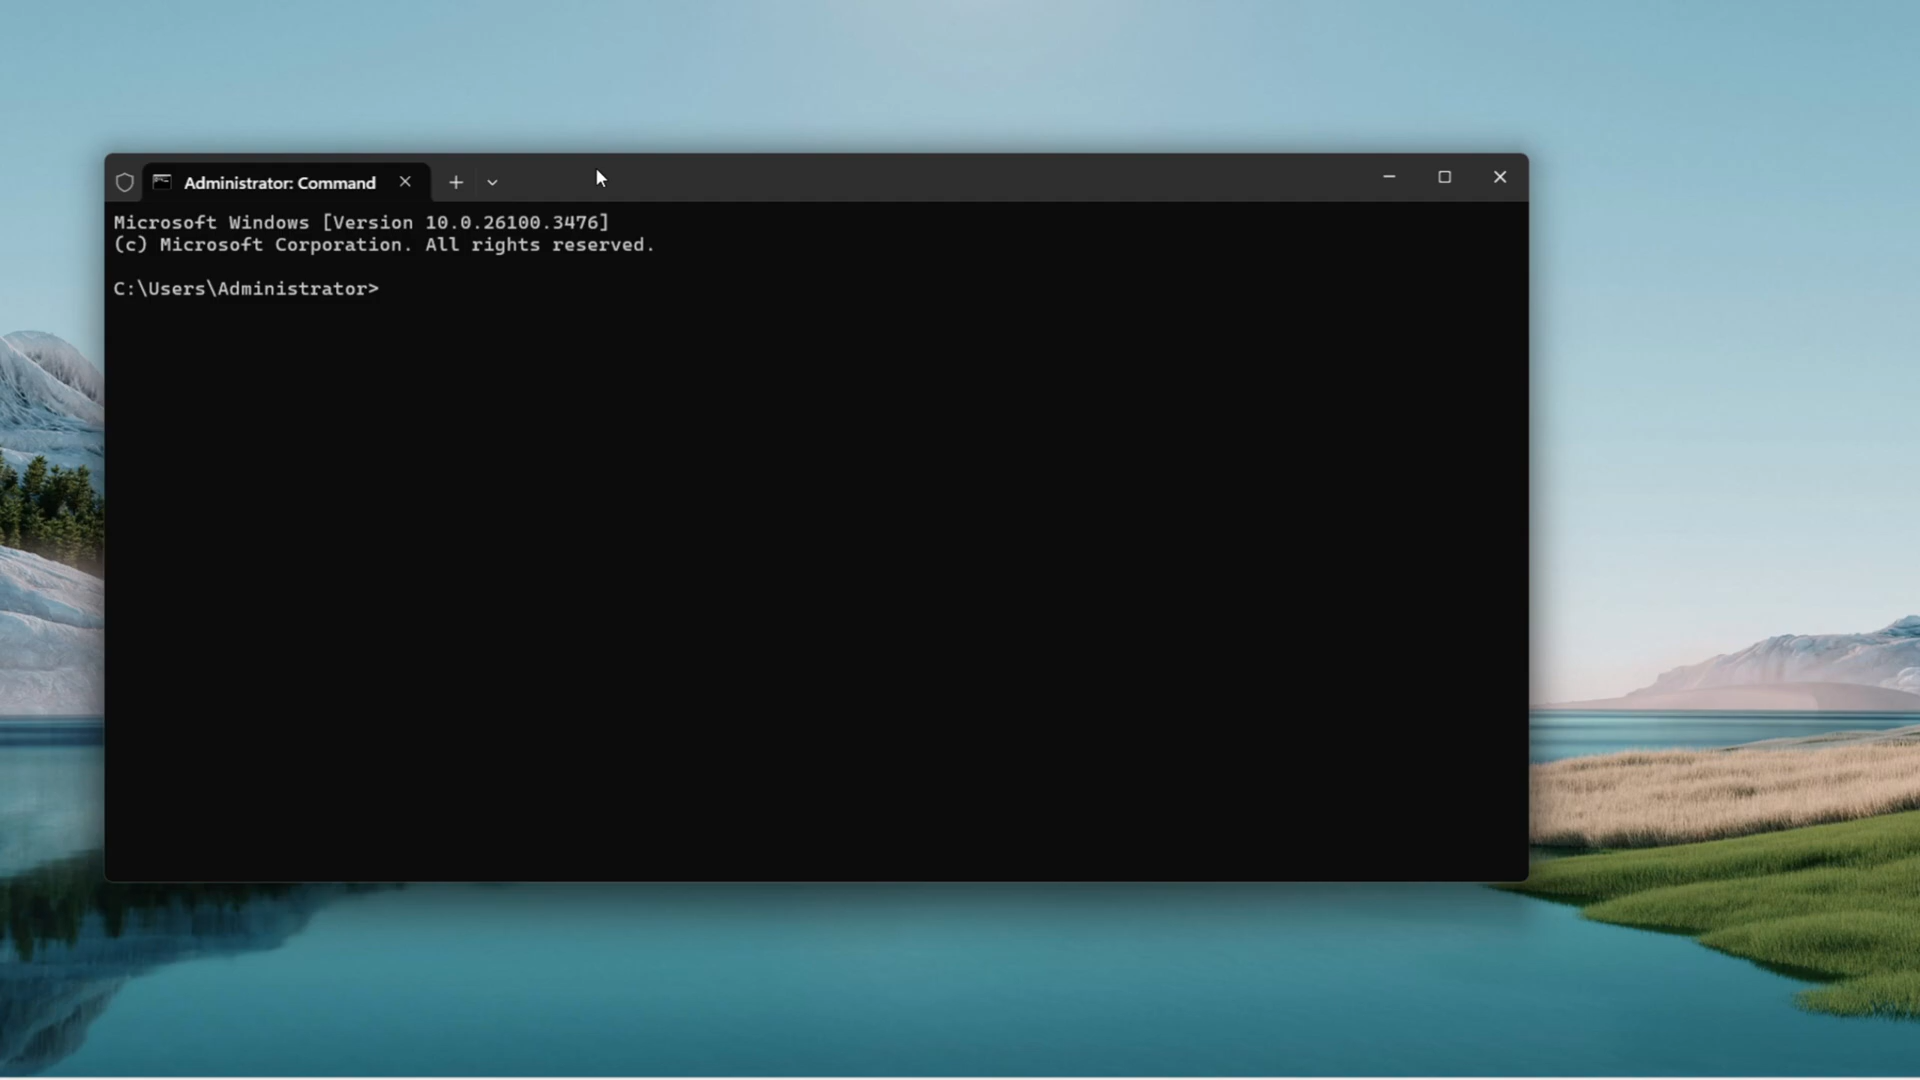 Administrator: Command
Microsoft Windows [Version 10.0.26100.3476]
(c) Microsoft Corporation. All rights reserved.
C:\Users\Administrator>